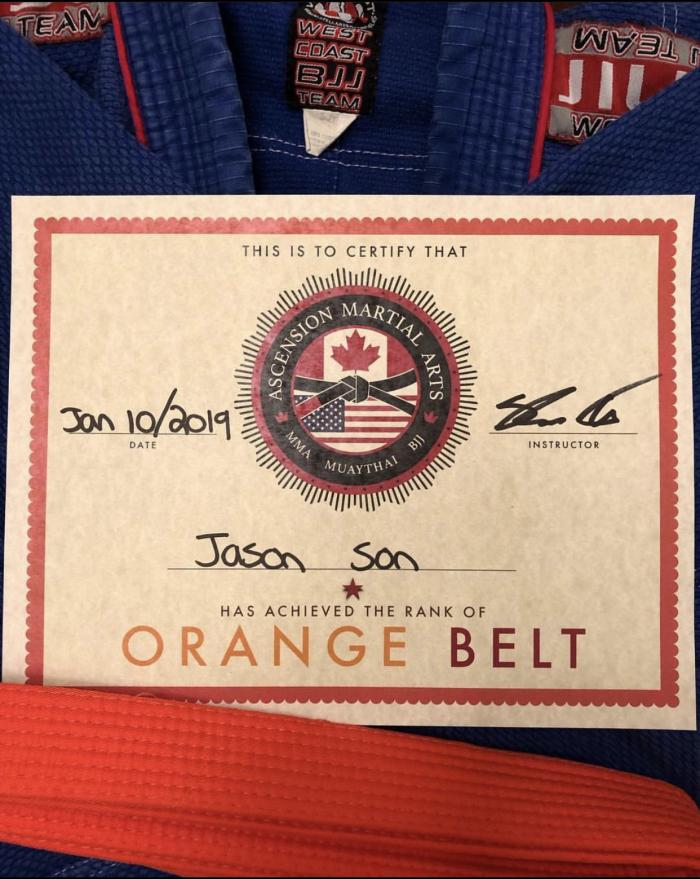 TEAM
WEST
COAST
BJJ
TEAM
TEAM
THIS IS TO CERTIFY THAT
ASCENSION MARTIAL ARTS
MMA MUAYTHAI BJJ
Jan 10/2019
DATE
INSTRUCTOR
Jason Son
HAS ACHIEVED THE RANK OF
ORANGE BELT